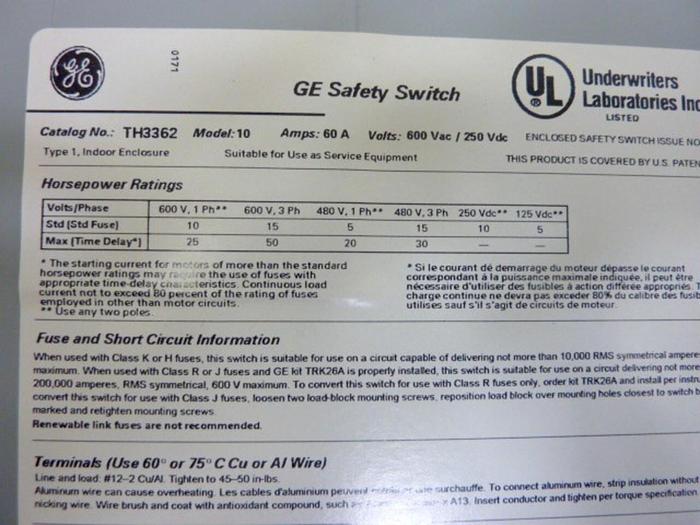 GE
0171
GE Safety Switch
UL
Underwriters
Laboratories Inc
LISTED
Catalog No.: TH3362 Model: 10 Amps: 60 A Volts: 600 Vac / 250 Vdc ENCLOSED SAFETY SWITCH ISSUE NO
Type 1, Indoor Enclosure Suitable for Use as Service Equipment THIS PRODUCT IS COVERED BY U.S. PATEN
Horsepower Ratings
Volts/Phase 600 V, 1 Ph** 600 V, 3 Ph 480 V, 1 Ph** 480 V, 3 Ph 250 Vdc** 125 Vdc**
Std (Std Fuse) 10 15 5 15 10 5
Max (Time Delay*) 25 50 20 30 — —
* The starting current for motors of more than the standard
horsepower ratings may require the use of fuses with
appropriate time-delay characteristics. Continuous load
current not to exceed 80 percent of the rating of fuses
employed in other than motor circuits.
** Use any two poles.
* Si le courant dé demarrage du moteur dépasse le courant
correspondant à la puissance maximale indiquée, il peut être
nécessaire d'utiliser des fusibles à action différée appropriés. T
charge continue ne devra pas exceder 80% du calibre des fusib
utilises sauf s'il s'agit de circuits de moteur.
Fuse and Short Circuit Information
When used with Class K or H fuses, this switch is suitable for use on a circuit capable of delivering not more than 10,000 RMS symmetrical ampere
maximum. When used with Class R or J fuses and GE kit TRK26A is properly installed, this switch is suitable for use on a circuit delivering not more
200,000 amperes, RMS symmetrical, 600 V maximum. To convert this switch for use with Class R fuses only, order kit TRK26A and install per instru
convert this switch for use with Class J fuses, loosen two load-block mounting screws, reposition load block over mounting holes closest to switch b
marked and retighten mounting screws.
Renewable link fuses are not recommended.
Terminals (Use 60° or 75° C Cu or Al Wire)
Line and load: #12–2 Cu/Al. Tighten to 45–50 in-lbs.
Aluminum wire can cause overheating. Les cables d'aluminium peuvent surchauffe. To connect aluminum wire, strip insulation without
nicking wire. Wire brush and coat with antioxidant compound, such A13. Insert conductor and tighten per torque specification